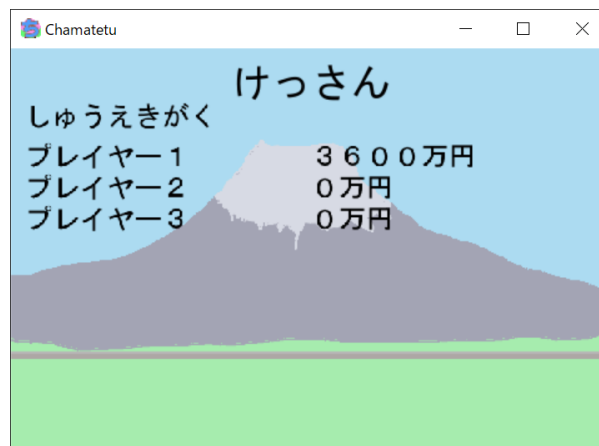 Chamatetu
けっさん
しゅうえきがく
プレイヤー１ ３６００万円
プレイヤー２ ０万円
プレイヤー３ ０万円